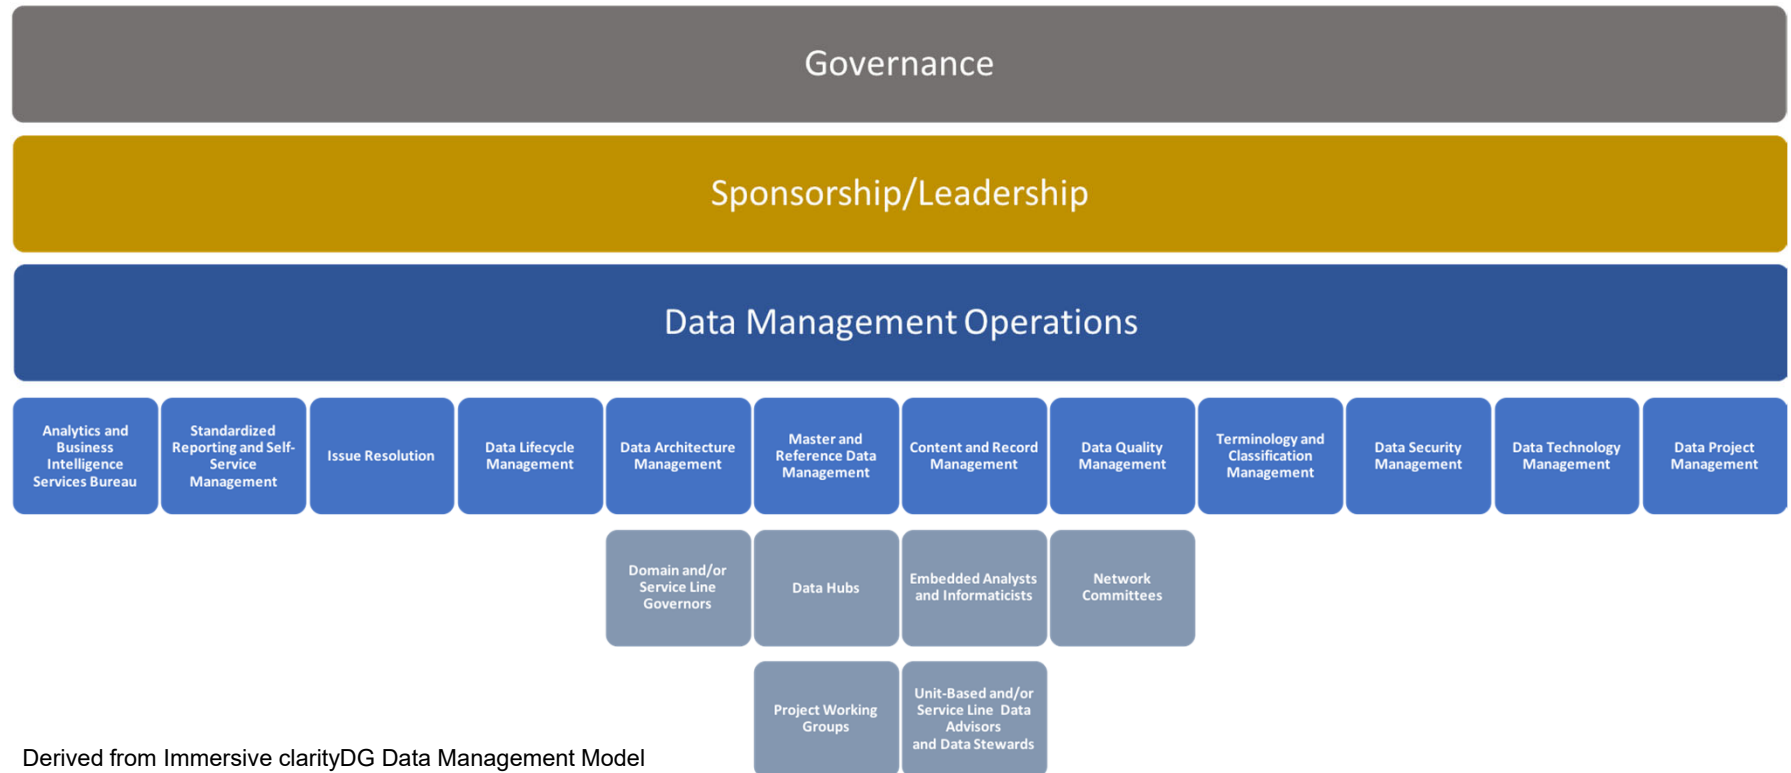 Governance
Sponsorship/Leadership
Data Management Operations
Analytics and
Business
Intelligence
Services Bureau
Standardized
Reporting and Self-
Service
Management
Issue Resolution
Data Lifecycle
Management
Data Architecture
Management
Master and
Reference Data
Management
Content and Record
Management
Data Quality
Management
Terminology and
Classification
Management
Data Security
Management
Data Technology
Management
Data Project
Management
Domain and/or
Service Line
Governors
Data Hubs
Embedded Analysts
and Informaticists
Network
Committees
Project Working
Groups
Unit-Based and/or
Service Line Data
Advisors
and Data Stewards
Derived from Immersive clarityDG Data Management Model